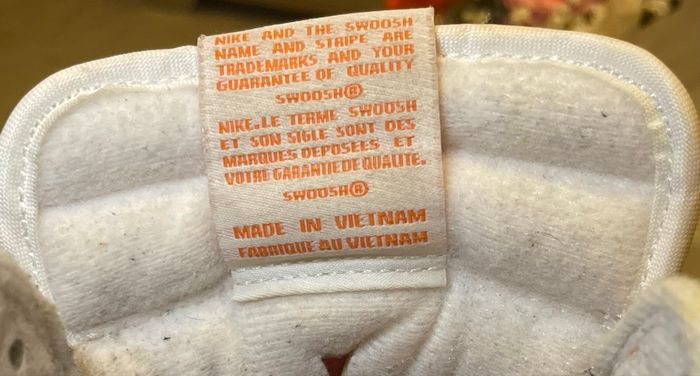 NIKE AND THE SWOOSH
NAME AND STRIPE ARE
TRADEMARKS AND YOUR
GUARANTEE OF QUALITY
SWOOSH®
NIKE.LE TERME SWOOSH
ET SON SIGLE SONT DES
MARQUES DEPOSEES ET
VOTRE GARANTIE DE QUALITE.
SWOOSH®
MADE IN VIETNAM
FABRIQUE AU VIETNAM